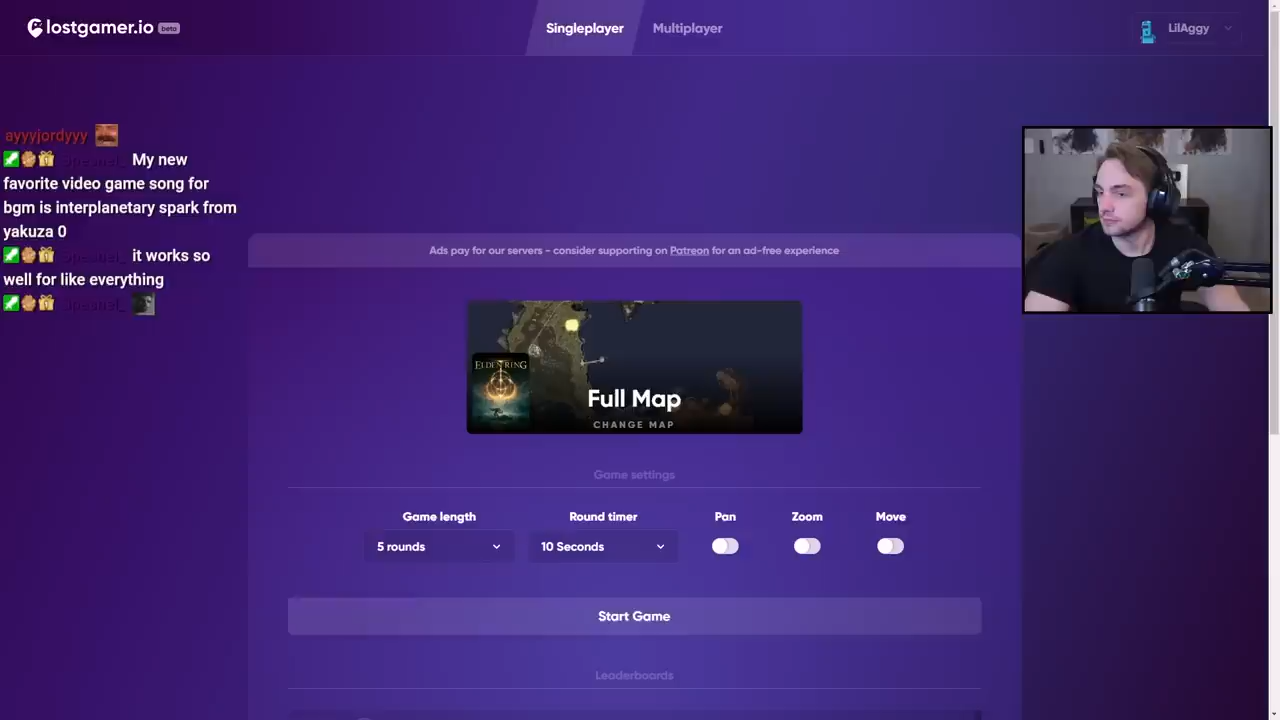 lostgamer.io beta
Singleplayer
Multiplayer
LilAggy
ayyyjordyyy
My new
favorite video game song for
bgm is interplanetary spark from
yakuza 0
it works so
well for like everything
Ads pay for our servers - consider supporting on Patreon for an ad-free experience
ELDEN RING
Full Map
CHANGE MAP
Game settings
Game length
Round timer
Pan
Zoom
Move
5 rounds
10 Seconds
Start Game
Leaderboards